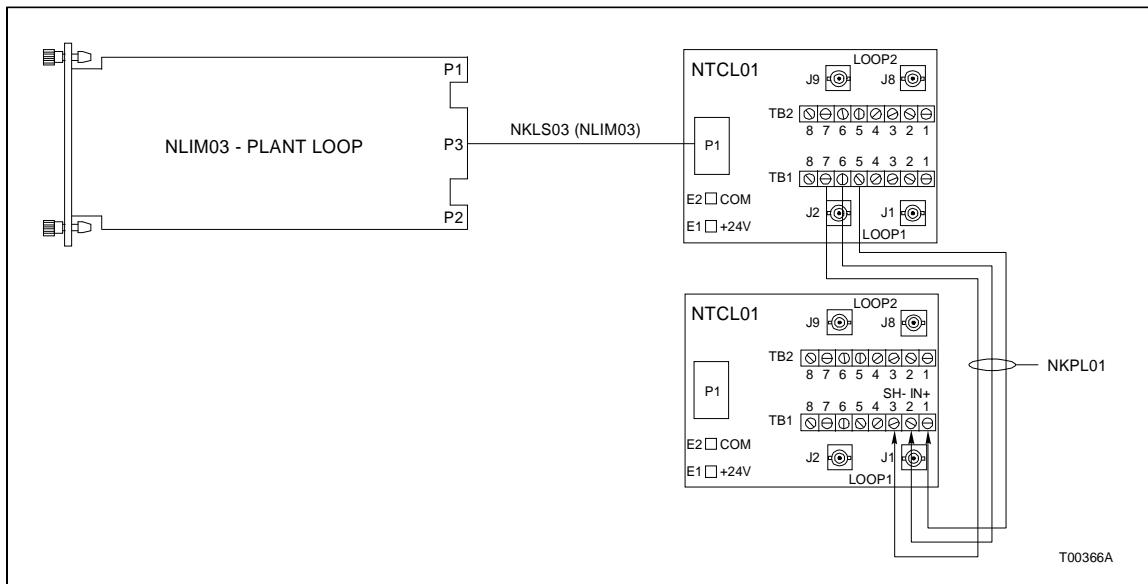 NLIM03 - PLANT LOOP
P1
P3
P2
NKLS03 (NLIM03)
NTCL01
LOOP2
J9
J8
TB2
8 7 6 5 4 3 2 1
P1
8 7 6 5 4 3 2 1
TB1
E2 COM
J2
J1
E1 +24V
LOOP1
NTCL01
LOOP2
J9
J8
TB2
8 7 6 5 4 3 2 1
NKPL01
P1
SH- IN+
8 7 6 5 4 3 2 1
TB1
E2 COM
J2
J1
E1 +24V
LOOP1
T00366A